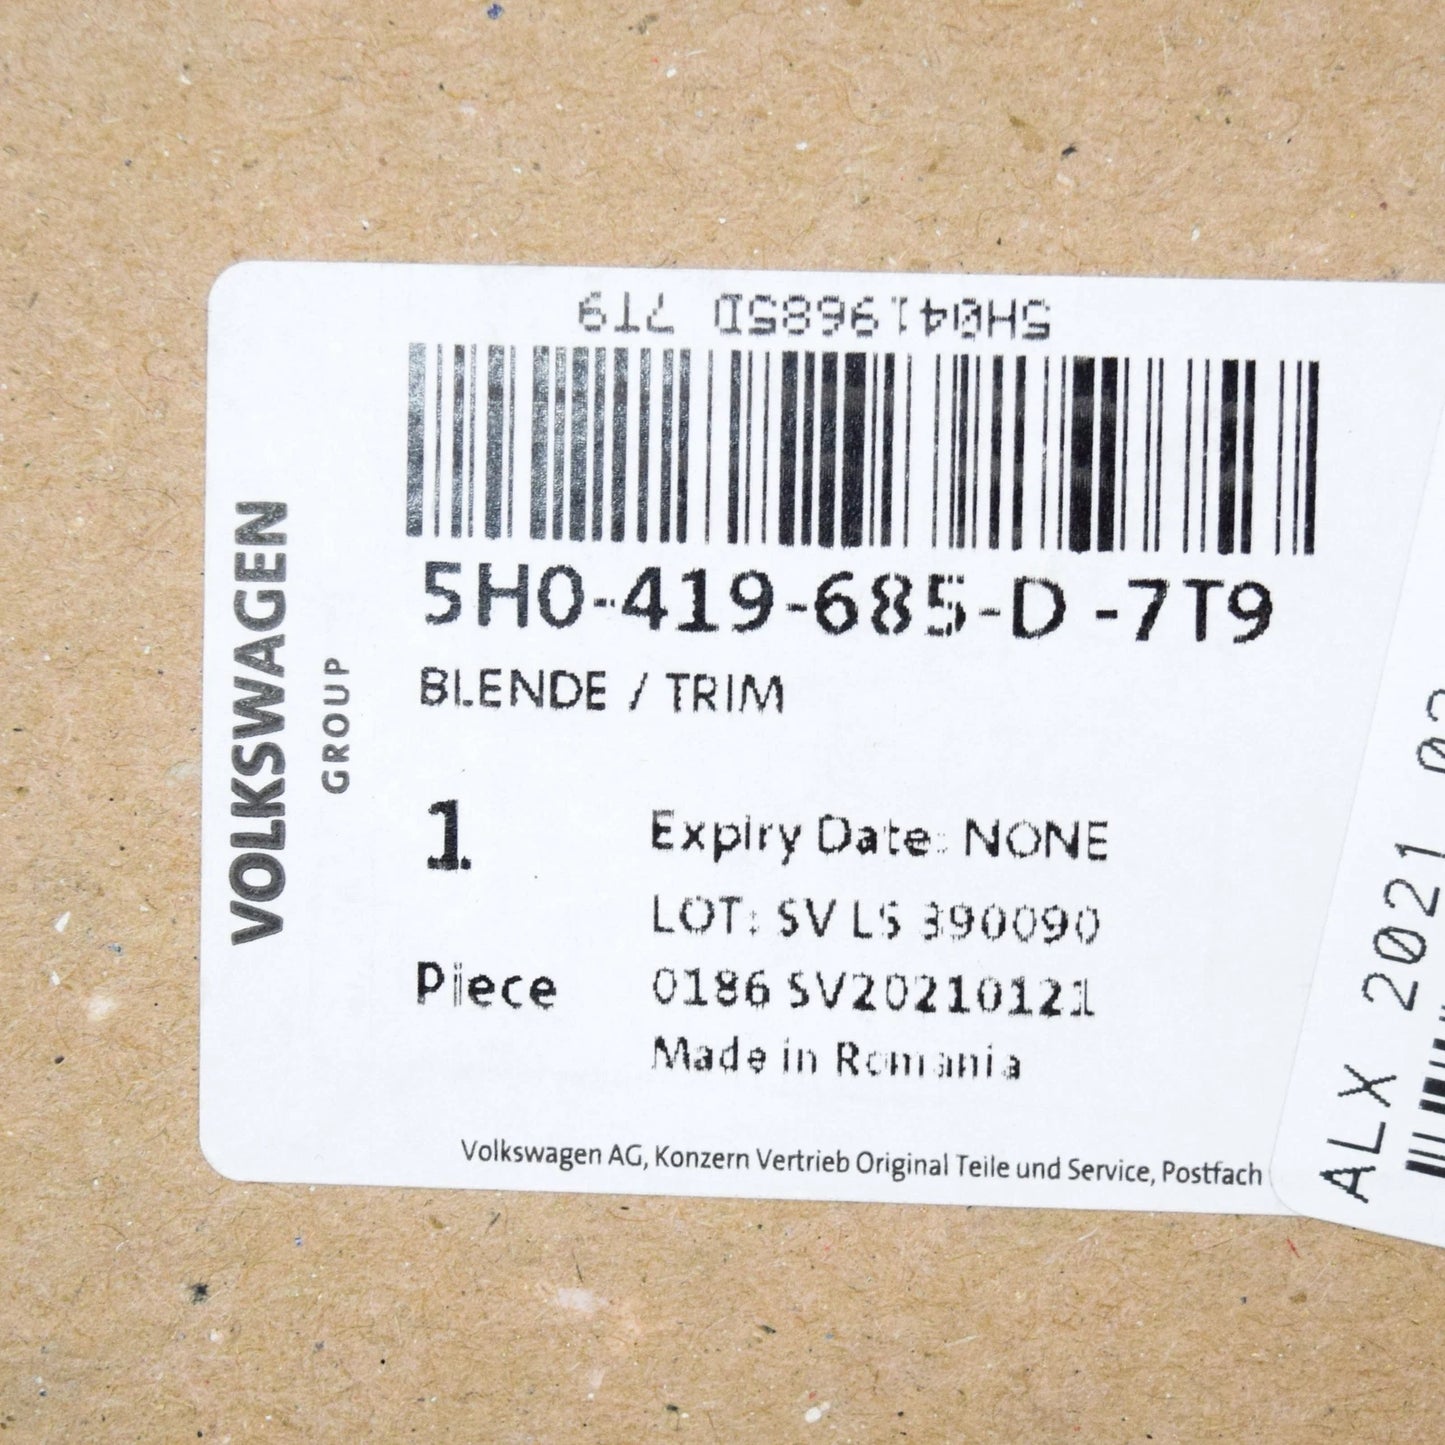 5H0419685D 7T9
5H0-419-685-D -7T9
BLENDE / TRIM
1
Piece
Expiry Date: NONE
LOT: SV LS 390090
0186 SV20210121
Made in Romania
Volkswagen AG, Konzern Vertrieb Original Teile und Service, Postfach
VOLKSWAGEN
GROUP
ALX 2021 02